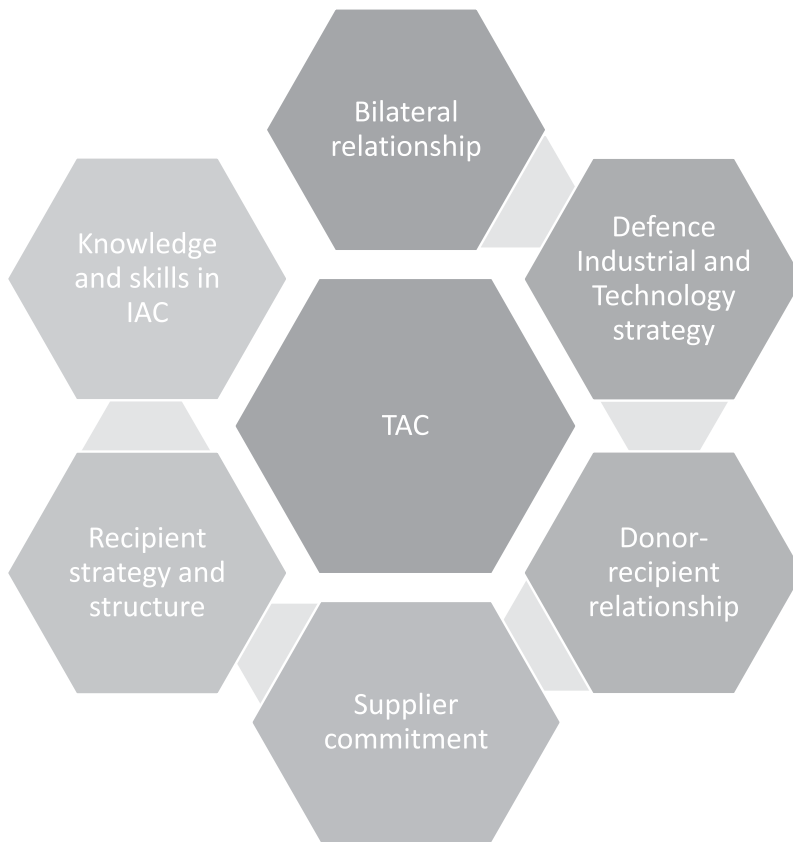 Bilateral
relationship
Defence
Industrial and
Technology
strategy
Knowledge
and skills in
IAC
TAC
Donor-
recipient
relationship
Recipient
strategy and
structure
Supplier
commitment